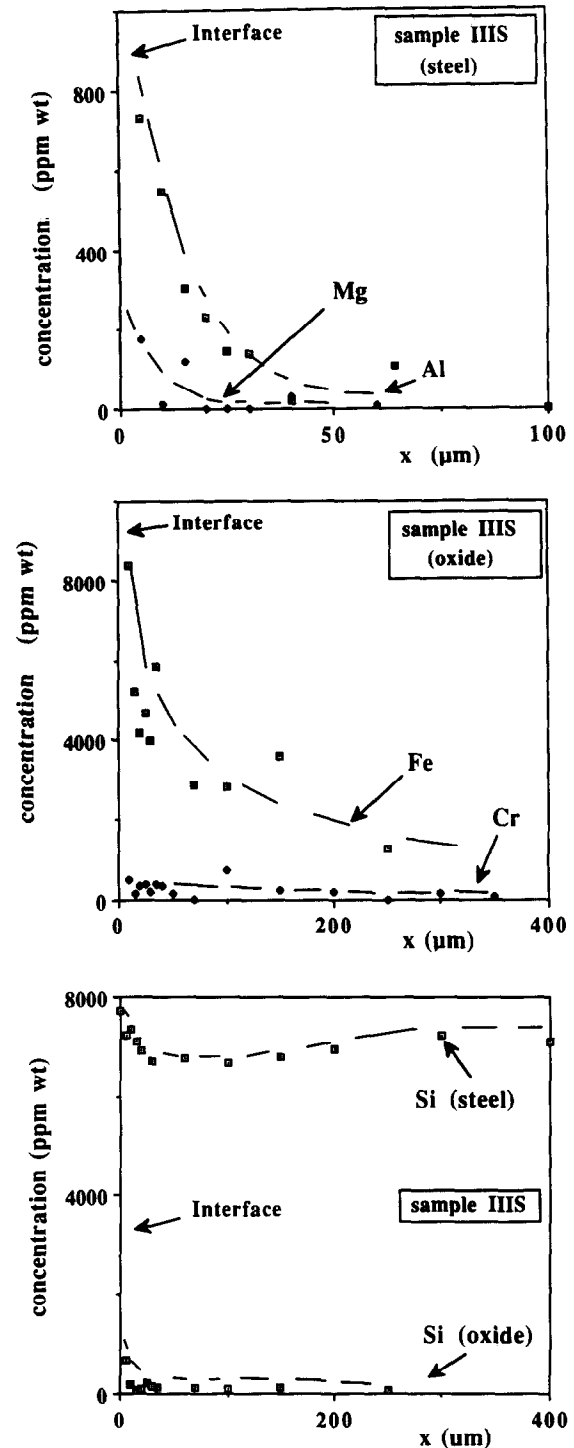 Interface
sample IIIS
(steel)
concentration (ppm wt)
800
400
0
Mg
Al
0
50
100
x (µm)
Interface
sample IIIS
(oxide)
concentration (ppm wt)
8000
4000
0
Fe
Cr
0
200
400
x (µm)
concentration (ppm wt)
8000
4000
0
Si (steel)
Interface
sample IIIS
Si (oxide)
0
200
400
x (um)